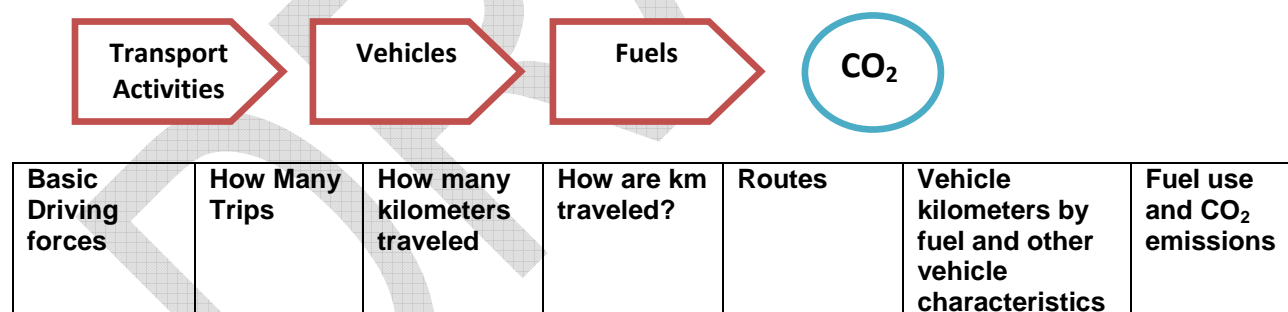 Transport
Activities
Vehicles
Fuels
CO₂
Basic
Driving
forces
How Many
Trips
How many
kilometers
traveled
How are km
traveled?
Routes
Vehicle
kilometers by
fuel and other
vehicle
characteristics
Fuel use
and CO₂
emissions